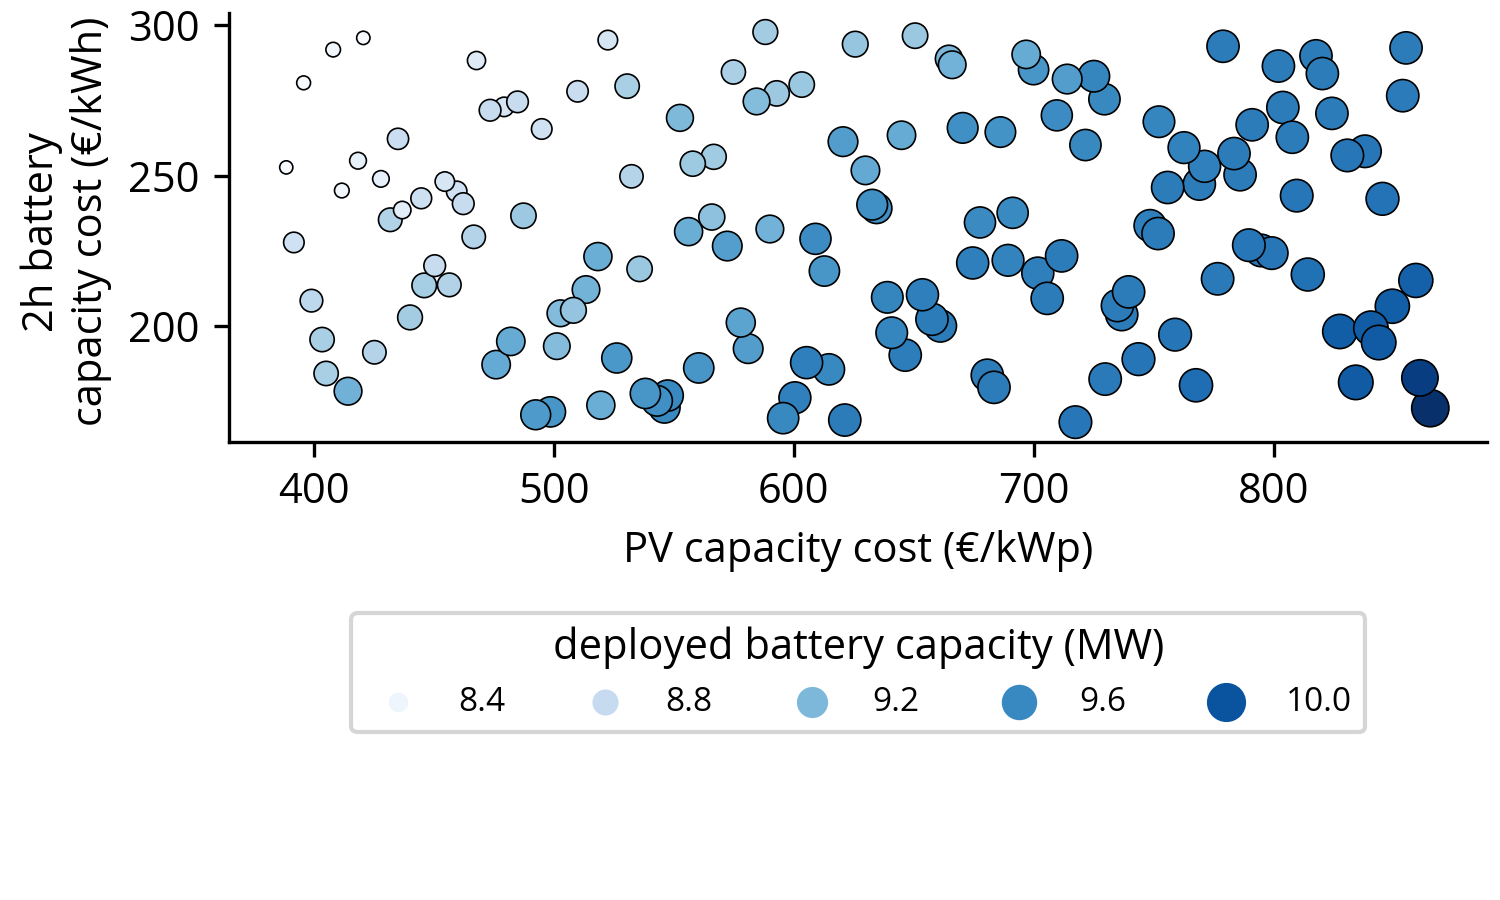 2h battery
capacity cost (€/kWh)
300
250
200
400 500 600 700 800
PV capacity cost (€/kWp)
deployed battery capacity (MW)
8.4 8.8 9.2 9.6 10.0